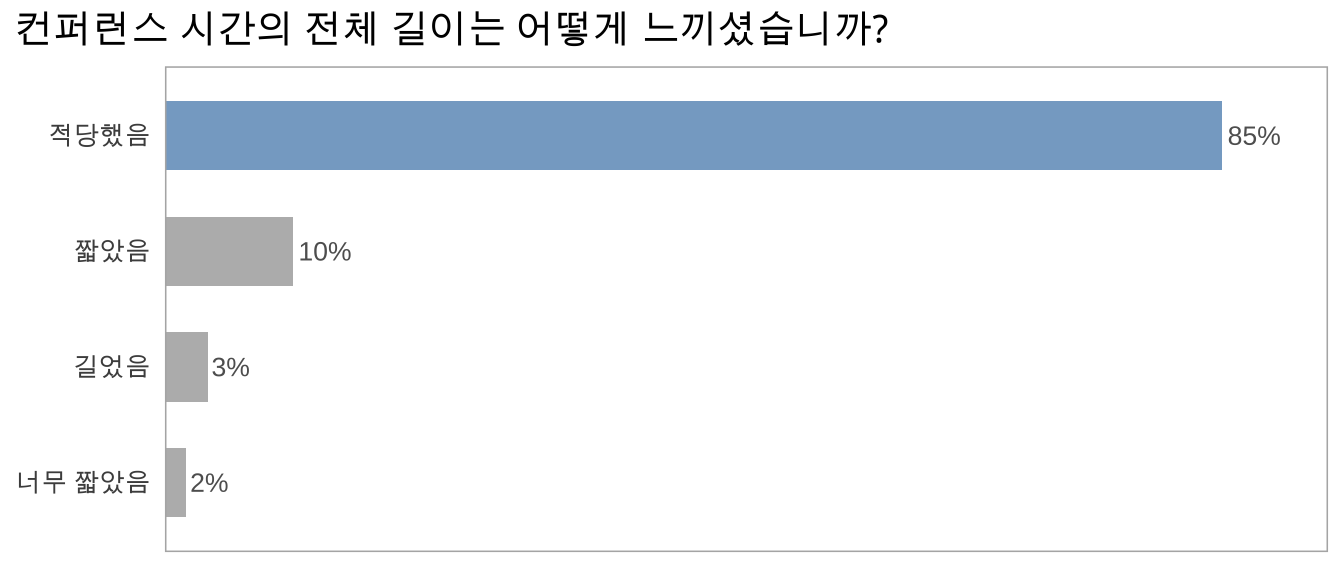 컨퍼런스 시간의 전체 길이는 어떻게 느끼셨습니까?
적당했음 85%
짧았음 10%
길었음 3%
너무 짧았음 2%